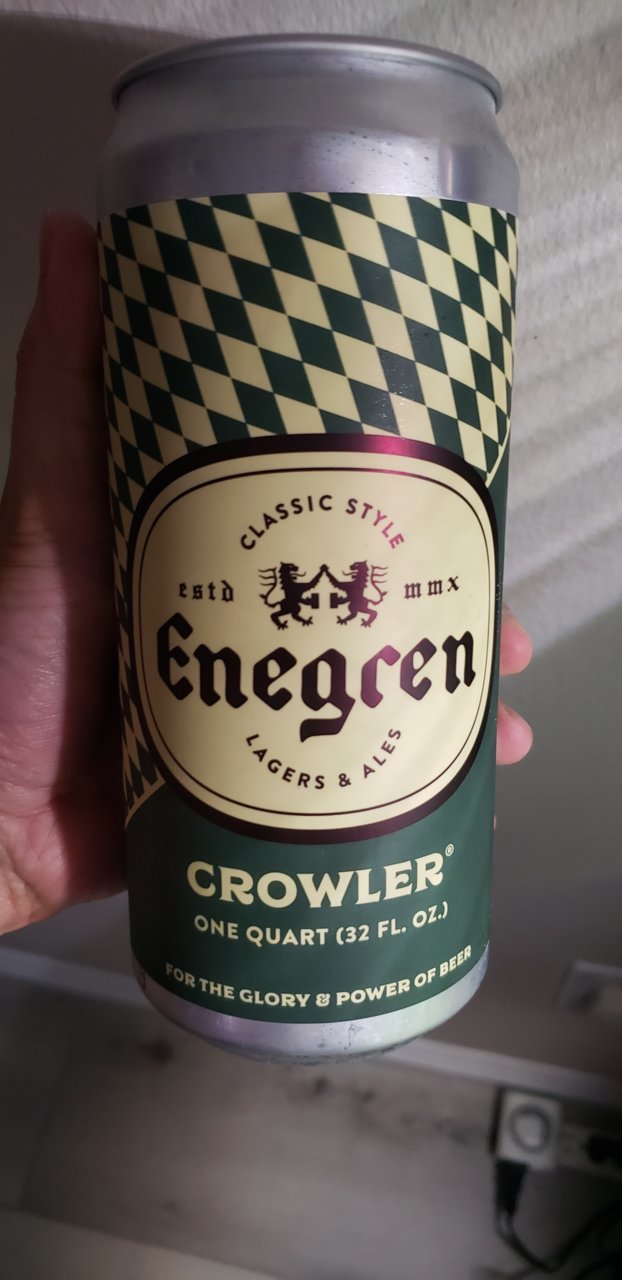 CLASSIC STYLE
estd mmx
Enegren
LAGERS & ALES
CROWLER®
ONE QUART (32 FL. OZ.)
FOR THE GLORY & POWER OF BEER